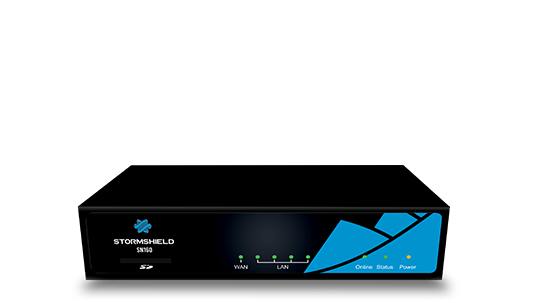 STORMSHIELD
SN160
SD
WAN LAN Online Status Power